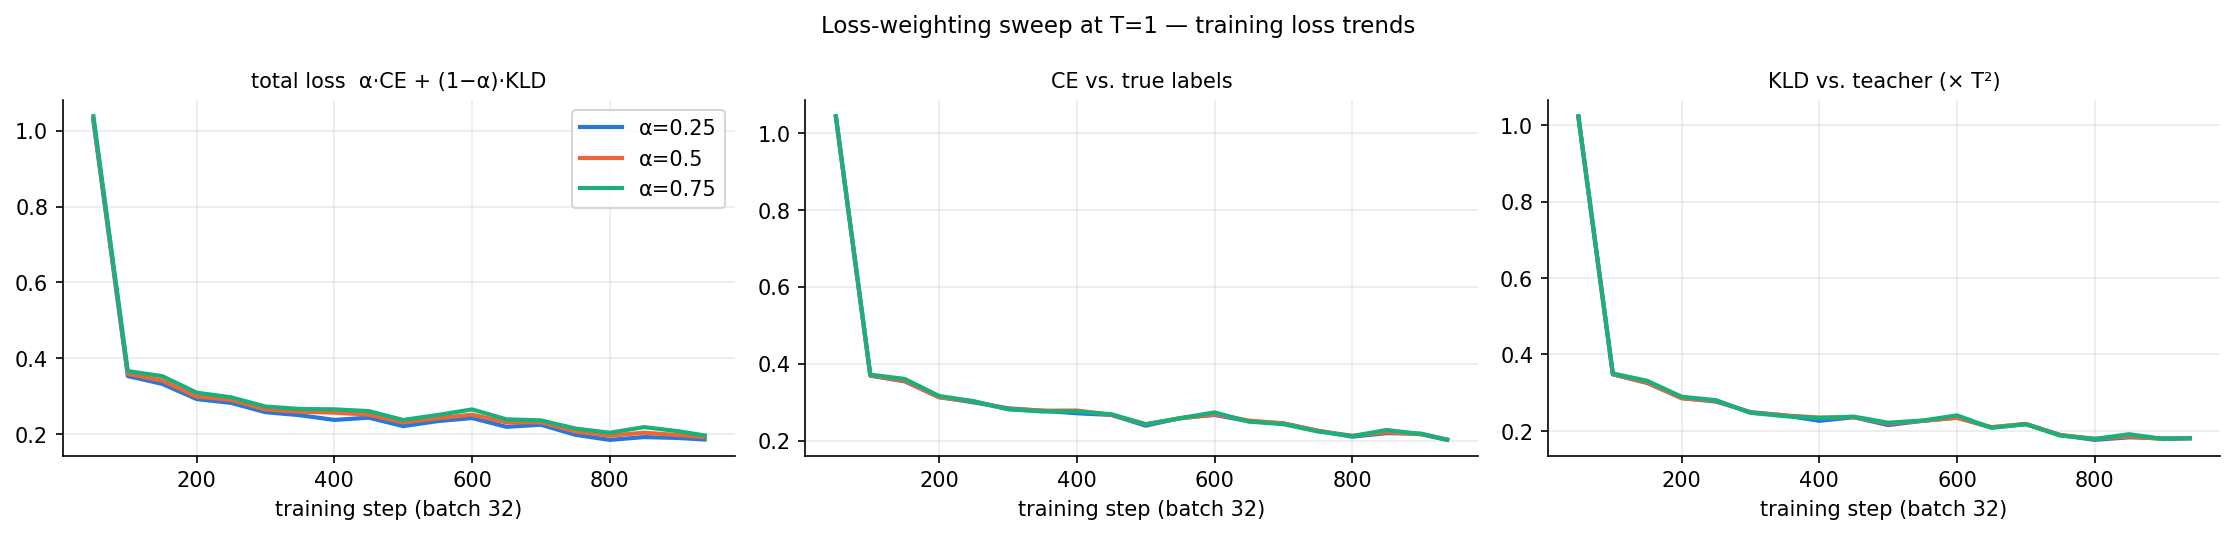 Loss-weighting sweep at T=1 — training loss trends
total loss  α·CE + (1−α)·KLD
1.0
0.8
0.6
0.4
0.2
α=0.25
α=0.5
α=0.75
200
400
600
800
training step (batch 32)
CE vs. true labels
1.0
0.8
0.6
0.4
0.2
200
400
600
800
training step (batch 32)
KLD vs. teacher (× T²)
1.0
0.8
0.6
0.4
0.2
200
400
600
800
training step (batch 32)